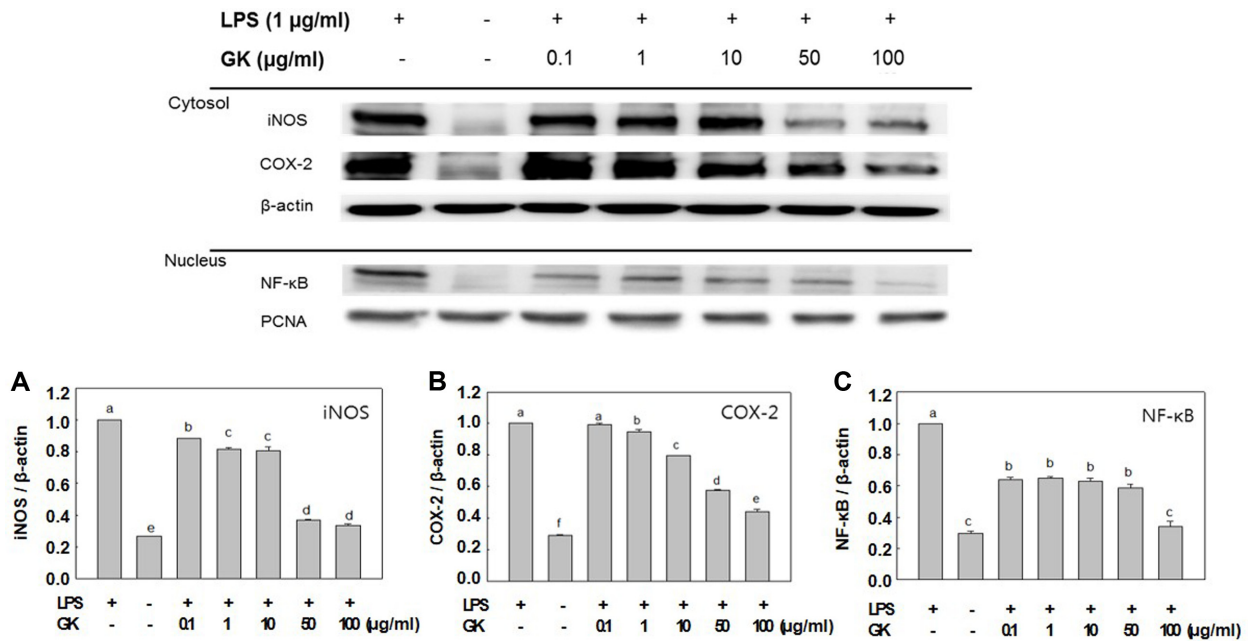 LPS (1 μg/ml) + - + + + + +
GK (μg/ml) - - 0.1 1 10 50 100
Cytosol
iNOS
COX-2
β-actin
Nucleus
NF-κB
PCNA
A
iNOS
iNOS / β-actin
1.2
1.0
0.8
0.6
0.4
0.2
0.0
a b c c d d e
LPS + - + + + + +
GK - - 0.1 1 10 50 100 (μg/ml)
B
COX-2
COX-2 / β-actin
1.2
1.0
0.8
0.6
0.4
0.2
0.0
a f a b c d e
LPS + - + + + + +
GK - - 0.1 1 10 50 100 (μg/ml)
C
NF-κB
NF-κB / β-actin
1.2
1.0
0.8
0.6
0.4
0.2
0.0
a c b b b b c
LPS + - + + + + +
GK - - 0.1 1 10 50 100 (μg/ml)